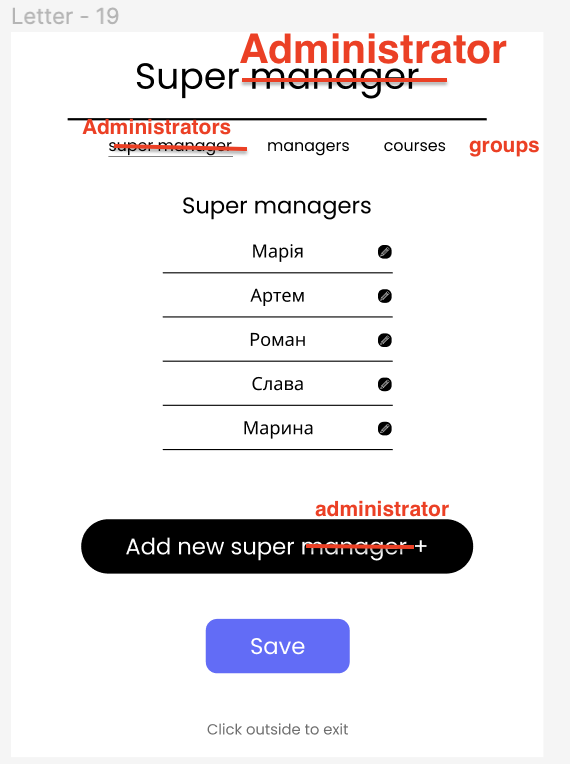 Letter - 19
Administrator
Super manager
Administrators
super manager managers courses groups
Super managers
Марія
Артем
Роман
Слава
Марина
administrator
Add new super manager +
Save
Click outside to exit